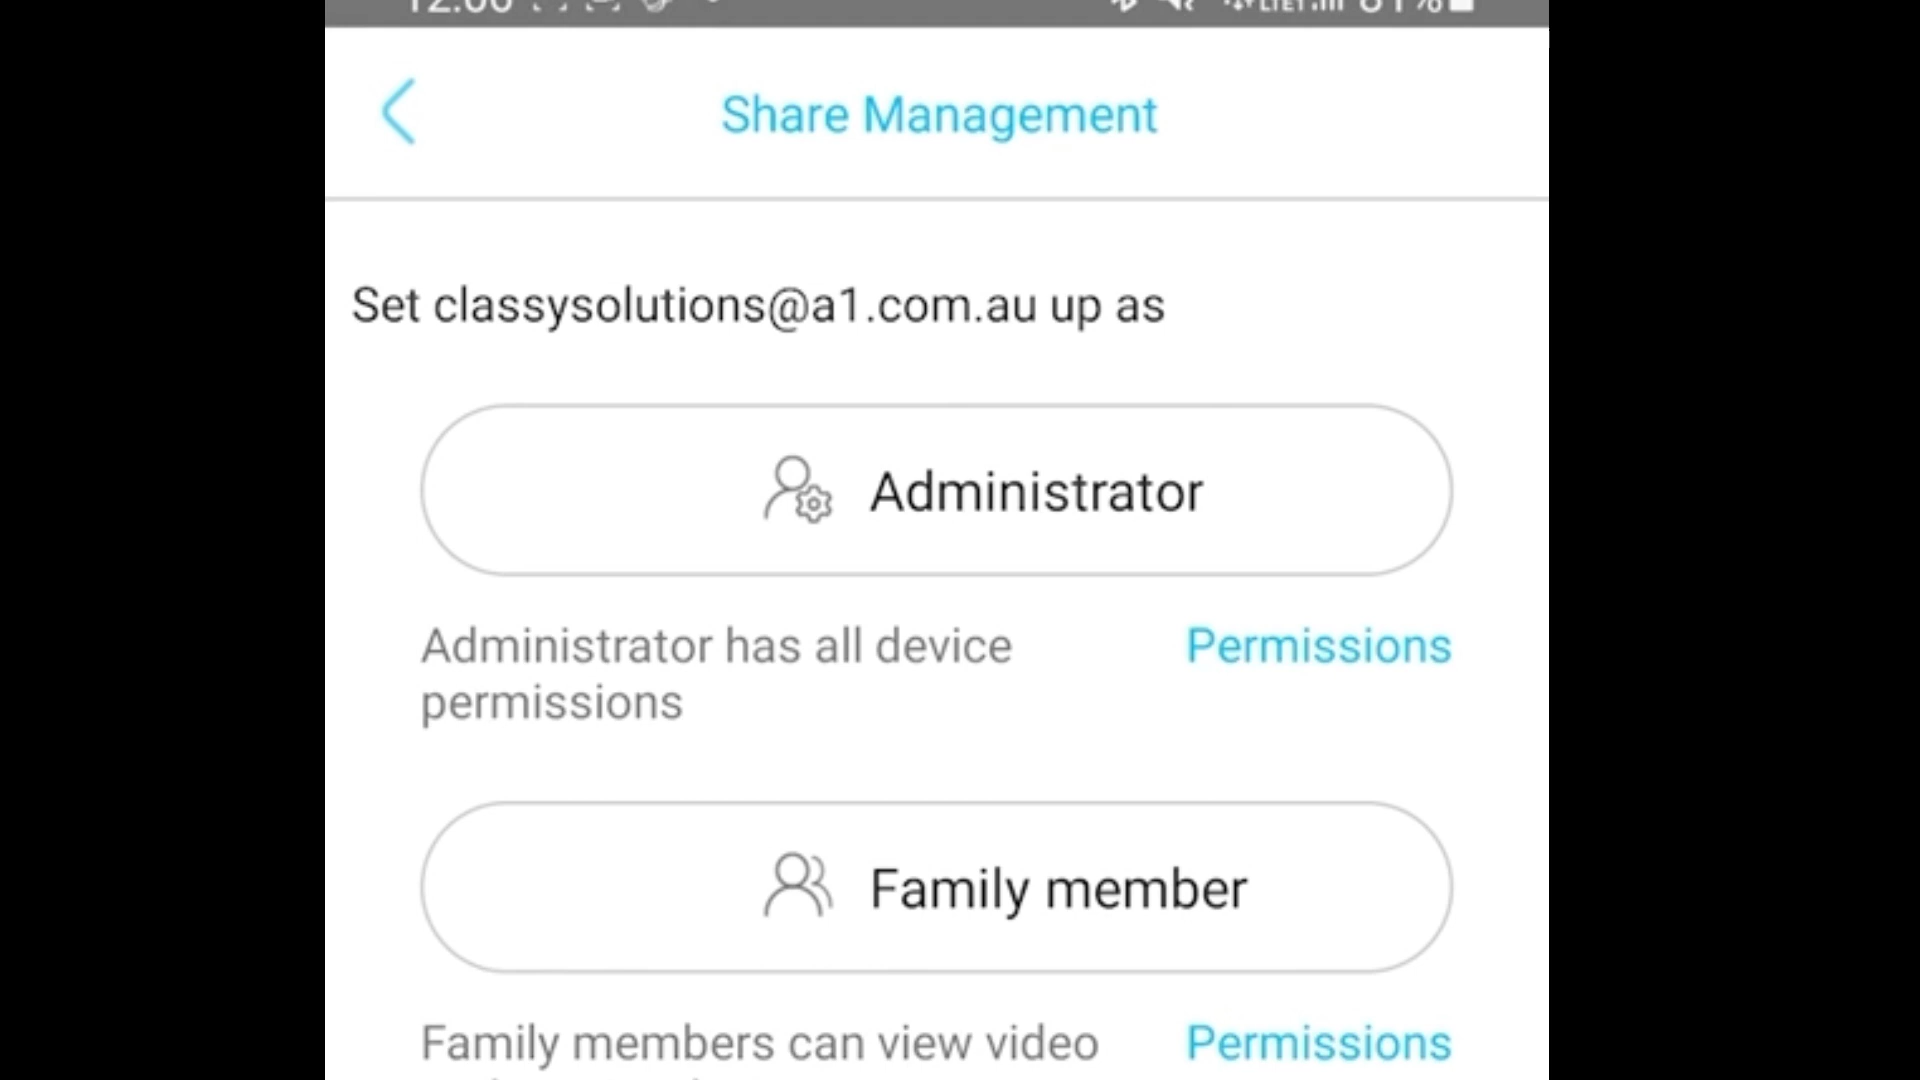 Share Management
Set classysolutions@a1.com.au up as
Administrator
Administrator has all device
Permissions
permissions
Family member
Family members can view video
Permissions